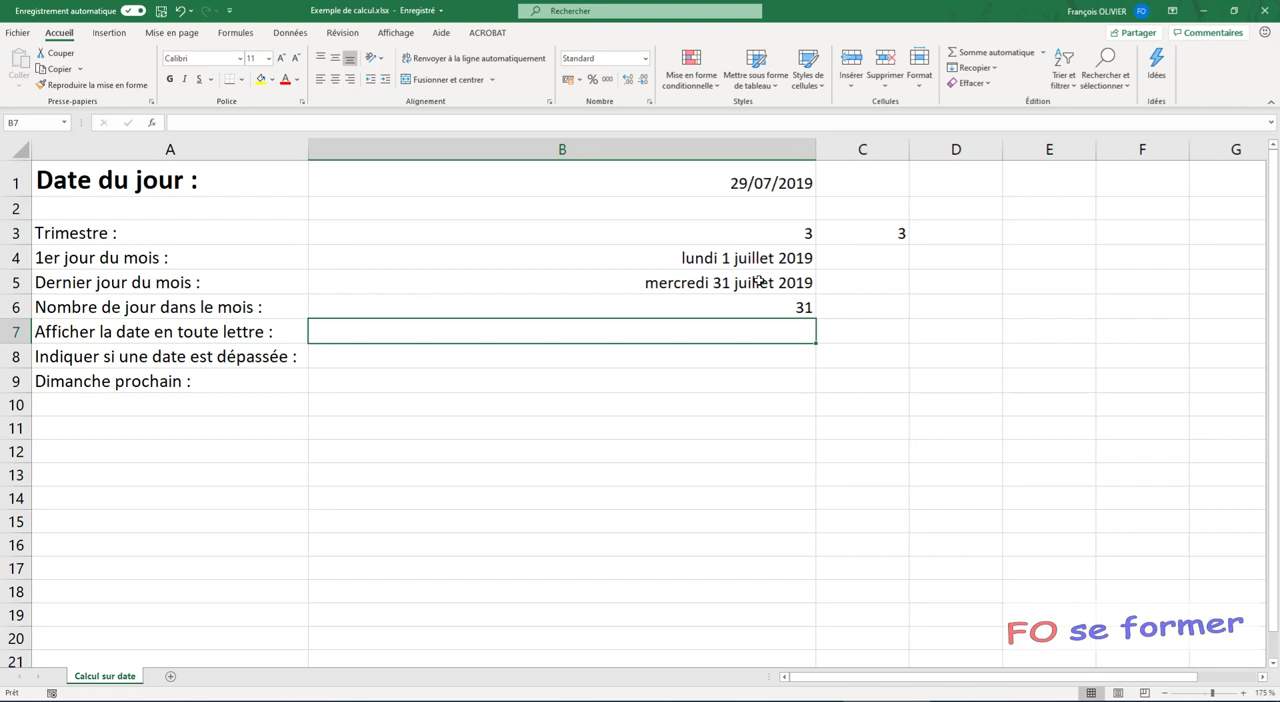 Enregistrement automatique
Exemple de calcul.xlsx - Enregistré
Rechercher
François OLIVIER FO
Fichier Accueil Insertion Mise en page Formules Données Révision Affichage Aide ACROBAT
Partager Commentaires
Coller
Couper
Copier
Reproduire la mise en forme
Presse-papiers
Calibri 11
G I S
Police
Renvoyer à la ligne automatiquement
Fusionner et centrer
Alignement
Standard
% 000
Nombre
Mise en forme conditionnelle
Mettre sous forme de tableau
Styles de cellules
Styles
Insérer Supprimer Format
Cellules
Somme automatique
Recopier
Effacer
Trier et filtrer
Rechercher et sélectionner
Édition
Idées
Idées
B7 fx
A B C D E F G
1 Date du jour : 29/07/2019
2
3 Trimestre : 3 3
4 1er jour du mois : lundi 1 juillet 2019
5 Dernier jour du mois : mercredi 31 juillet 2019
6 Nombre de jour dans le mois : 31
7 Afficher la date en toute lettre :
8 Indiquer si une date est dépassée :
9 Dimanche prochain :
10
11
12
13
14
15
16
17
18
19
20
21
FO se former
Calcul sur date
Prêt
175 %